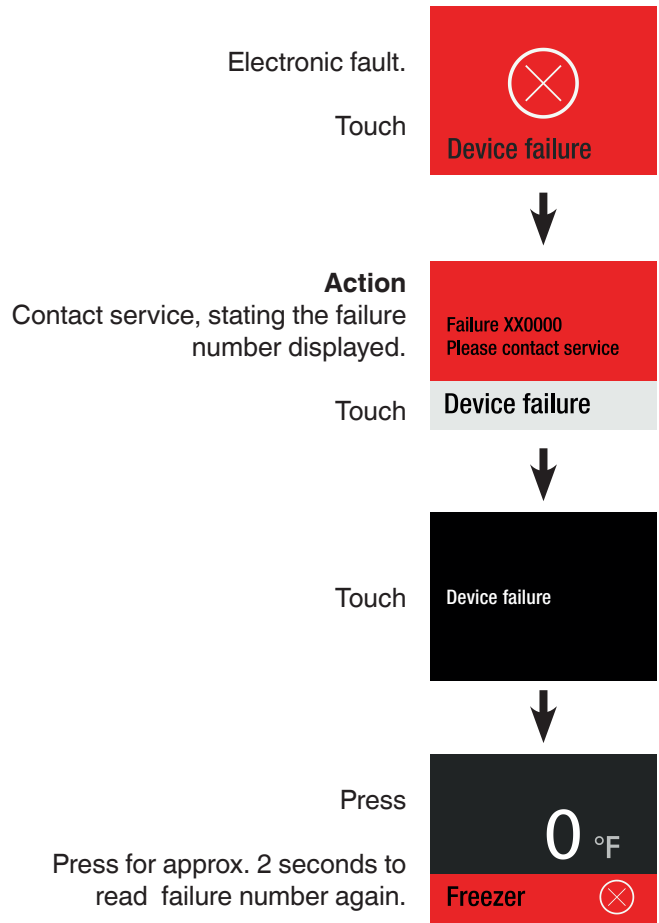 Electronic fault.
Touch
Device failure
Action
Contact service, stating the failure
number displayed.
Touch
Failure XX0000
Please contact service
Device failure
Touch
Device failure
Press
Press for approx. 2 seconds to
read failure number again.
0 °F
Freezer